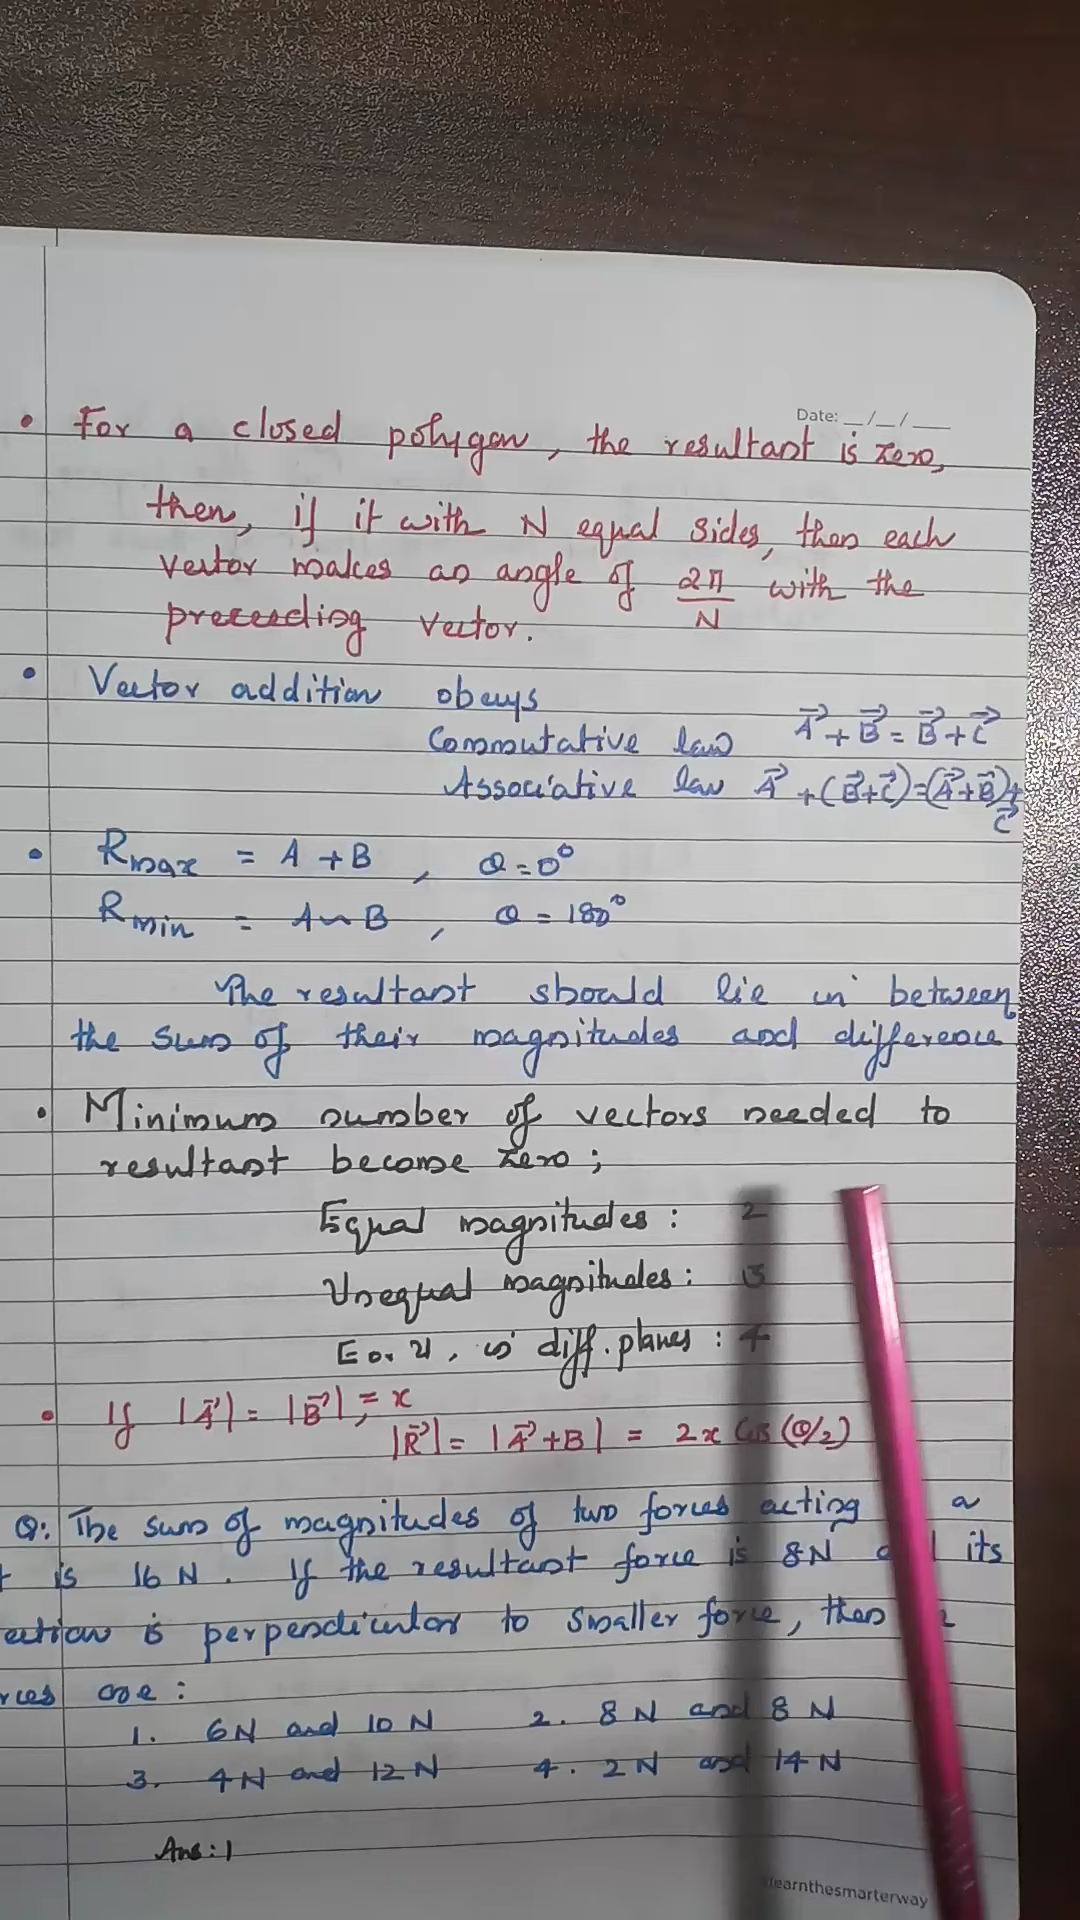 Date: __/__/___
• For a closed polygon, the resultant is zero,
then, if it with N equal sides, then each
vector makes an angle of 2π/N with the
preceeding vector.
• Vector addition obeys
Commutative law A⃗ + B⃗ = B⃗ + C⃗
Associative law A⃗ + (B⃗ + C⃗) = (A⃗ + B⃗) +
C⃗
• Rmax = A + B , θ = 0°
Rmin = A ~ B , θ = 180°
The resultant should lie in between
the sum of their magnitudes and difference
• Minimum number of vectors needed to
resultant become zero ;
Equal magnitudes : 2
Unequal magnitudes : 3
E or U, in diff. planes : 4
• If |A⃗| = |B⃗| = x
|R⃗| = |A⃗ + B| = 2x Cos (θ/2)
Q: The sum of magnitudes of two forces acting a
is 16 N. If the resultant force is 8N its
is perpendicular to smaller force, then
are :
1. 6N and 10 N 2. 8 N and 8 N
3. 4N and 12 N 4. 2N and 14 N
Ans : 1
learnthesmarterway